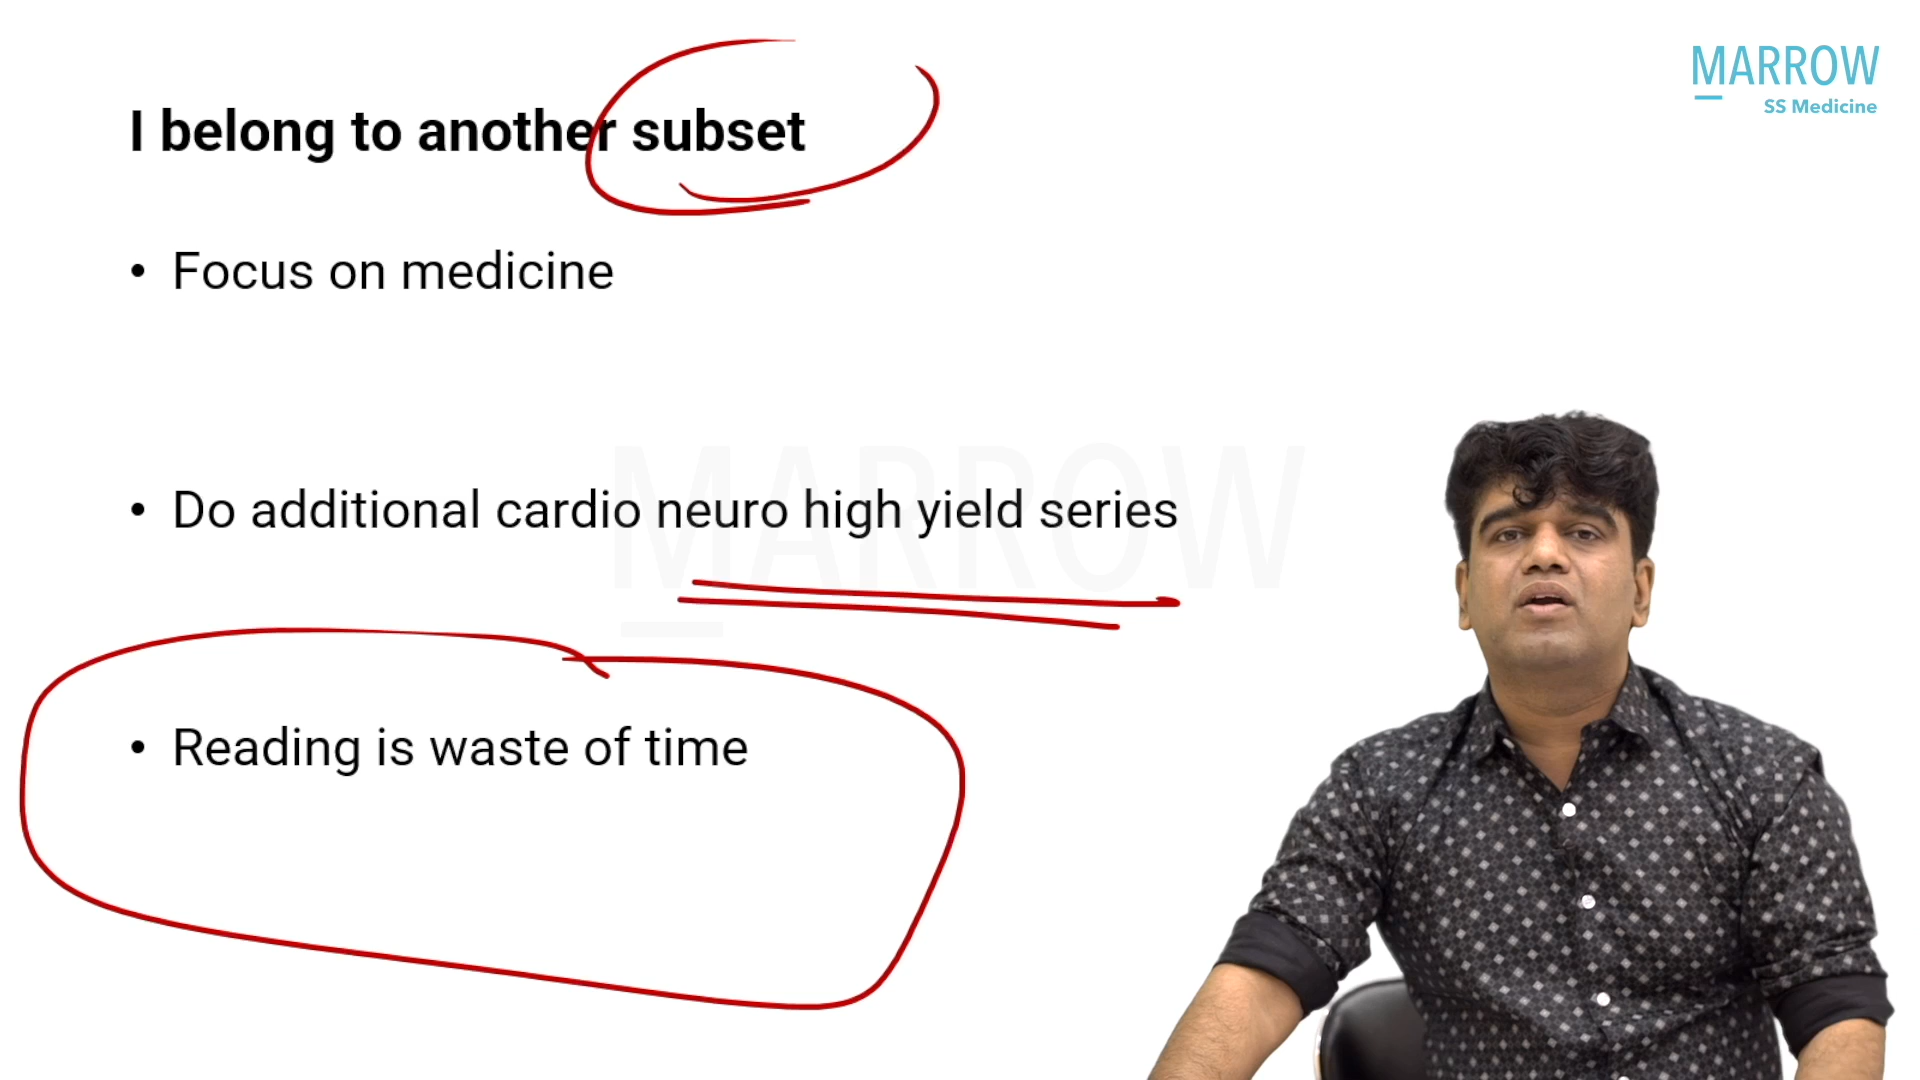 MARROW
SS Medicine
I belong to another subset
• Focus on medicine
• Do additional cardio neuro high yield series
MARROW
• Reading is waste of time